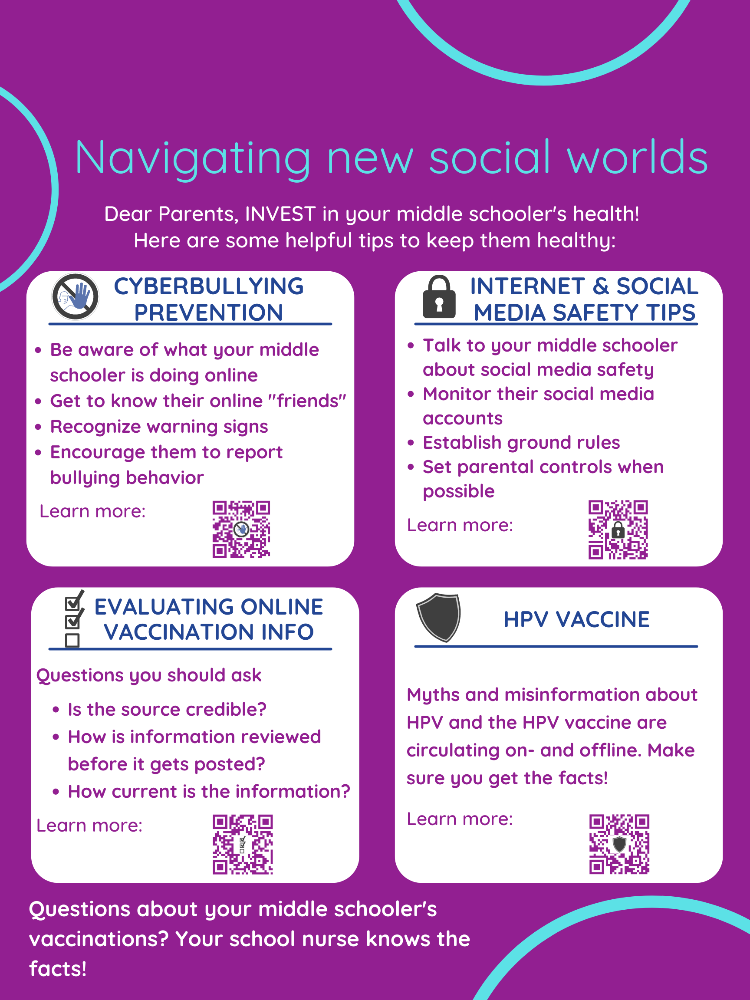 Navigating new social worlds
Dear Parents, INVEST in your middle schooler's health!
Here are some helpful tips to keep them healthy:
CYBERBULLYING
PREVENTION
• Be aware of what your middle
schooler is doing online
• Get to know their online "friends"
• Recognize warning signs
• Encourage them to report
bullying behavior
Learn more:
INTERNET & SOCIAL
MEDIA SAFETY TIPS
• Talk to your middle schooler
about social media safety
• Monitor their social media
accounts
• Establish ground rules
• Set parental controls when
possible
Learn more:
EVALUATING ONLINE
VACCINATION INFO
Questions you should ask
• Is the source credible?
• How is information reviewed
before it gets posted?
• How current is the information?
Learn more:
HPV VACCINE
Myths and misinformation about
HPV and the HPV vaccine are
circulating on- and offline. Make
sure you get the facts!
Learn more:
Questions about your middle schooler's
vaccinations? Your school nurse knows the
facts!